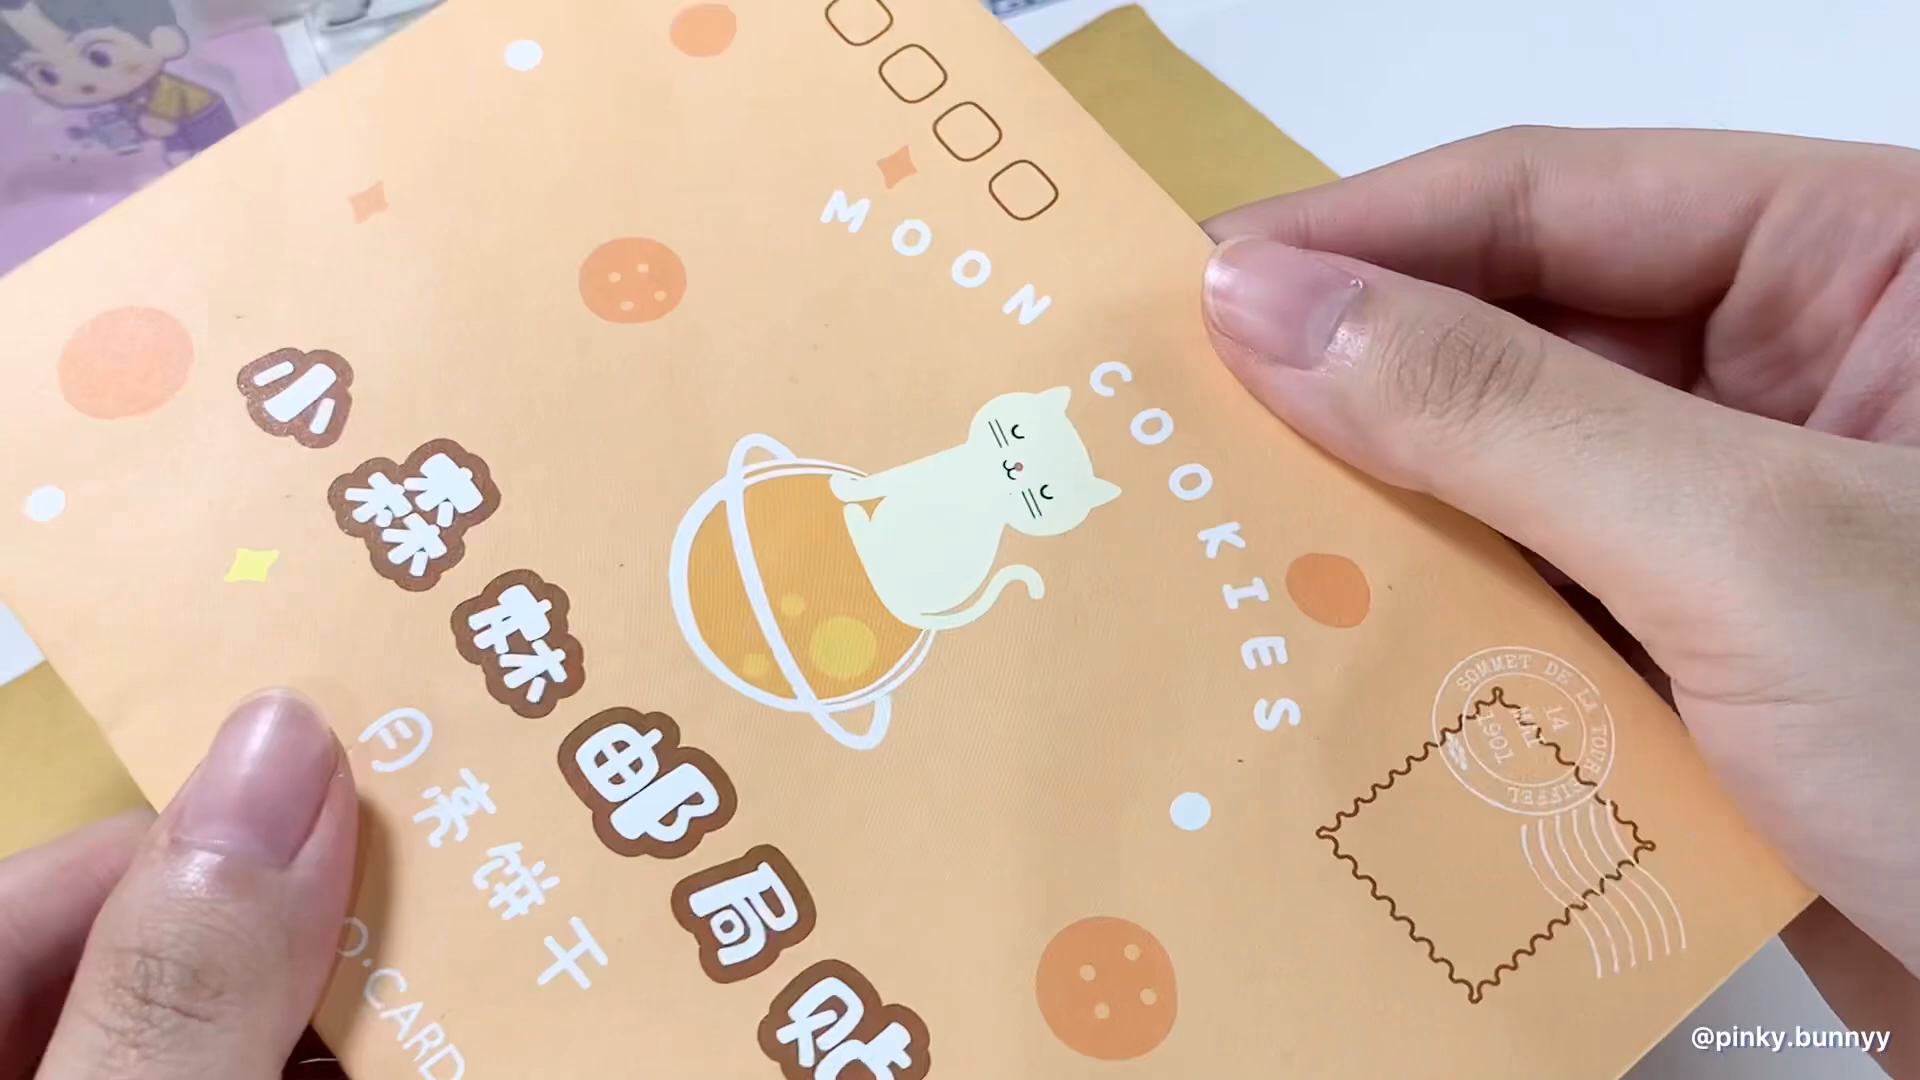 MOON COOKIES
小森林邮局贴
月亮饼干
O·CARD
SOMMET DE LA TOUR EIFFEL
14 MAI 1901
@pinky.bunnyy